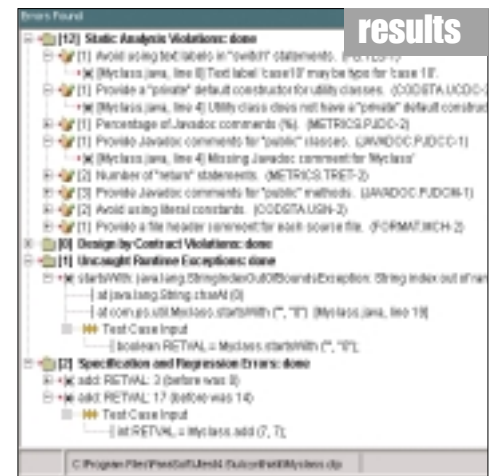 Errors Found
results
[12] Static Analysis Violations: done
[1] Avoid using text labels in "switch" statements. (PB.TLS-1)
[Myclass.java, line 8] Text label 'case10' may be typo for 'case 10'.
[1] Provide a "private" default constructor for utility classes. (CODSTA.UCDC-2
[Myclass.java, line 4] Utility class does not have a "private" default construc
[1] Percentage of Javadoc comments (%). (METRICS.PJDC-2)
[1] Provide Javadoc comments for "public" classes. (JAVADOC.PJDCC-1)
[Myclass.java, line 4] Missing Javadoc comment for 'Myclass'
[2] Number of "return" statements. (METRICS.TRET-2)
[3] Provide Javadoc comments for "public" methods. (JAVADOC.PJDCM-1)
[2] Avoid using literal constants. (CODSTA.USN-2)
[1] Provide a file header comment for each source file. (FORMAT.MCH-2)
[0] Design by Contract Violations: done
[1] Uncaught Runtime Exceptions: done
startsWith: java.lang.StringIndexOutOfBoundsException: String index out of ran
at java.lang.String.charAt (0)
at com.ps.util.Myclass.startsWith ("", "0") [Myclass.java, line 19]
Test Case Input
boolean RETVAL = Myclass.startsWith ("", "0");
[2] Specification and Regression Errors: done
add: RETVAL: 3 (before was 0)
add: RETVAL: 17 (before was 14)
Test Case Input
int RETVAL = Myclass.add (7, 7);